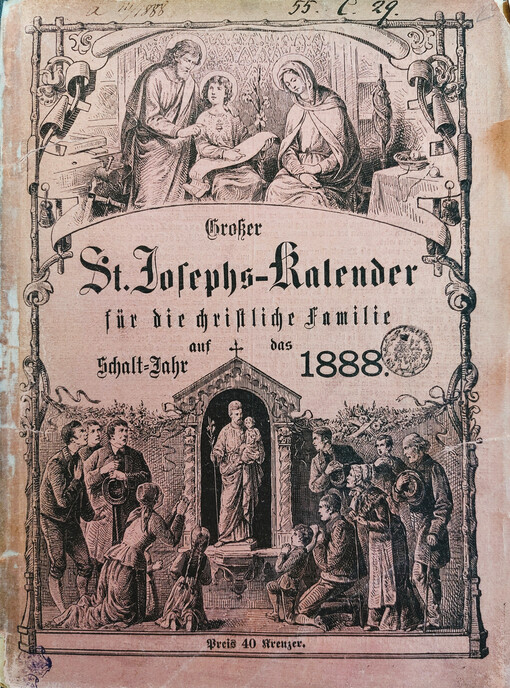 55. C. 29
Großer
St. Josephs-Kalender
für die christliche Familie
auf das
Schalt-Jahr 1888.
Preis 40 Kreuzer.